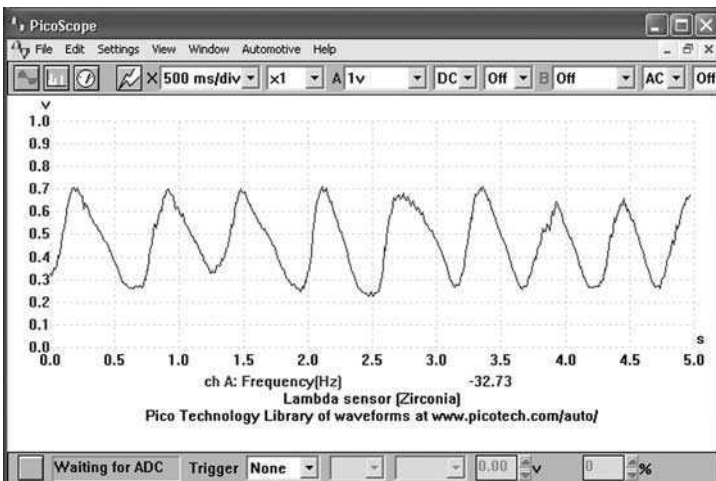 PicoScope
File Edit Settings View Window Automotive Help
X 500 ms/div x1 A 1v DC Off B Off AC Off
v
1.0
0.9
0.8
0.7
0.6
0.5
0.4
0.3
0.2
0.1
0.0
0.0 0.5 1.0 1.5 2.0 2.5 3.0 3.5 4.0 4.5 5.0
s
ch A: Frequency(Hz) -32.73
Lambda sensor (Zirconia)
Pico Technology Library of waveforms at www.picotech.com/auto/
Waiting for ADC Trigger None 0.00 v 0 %